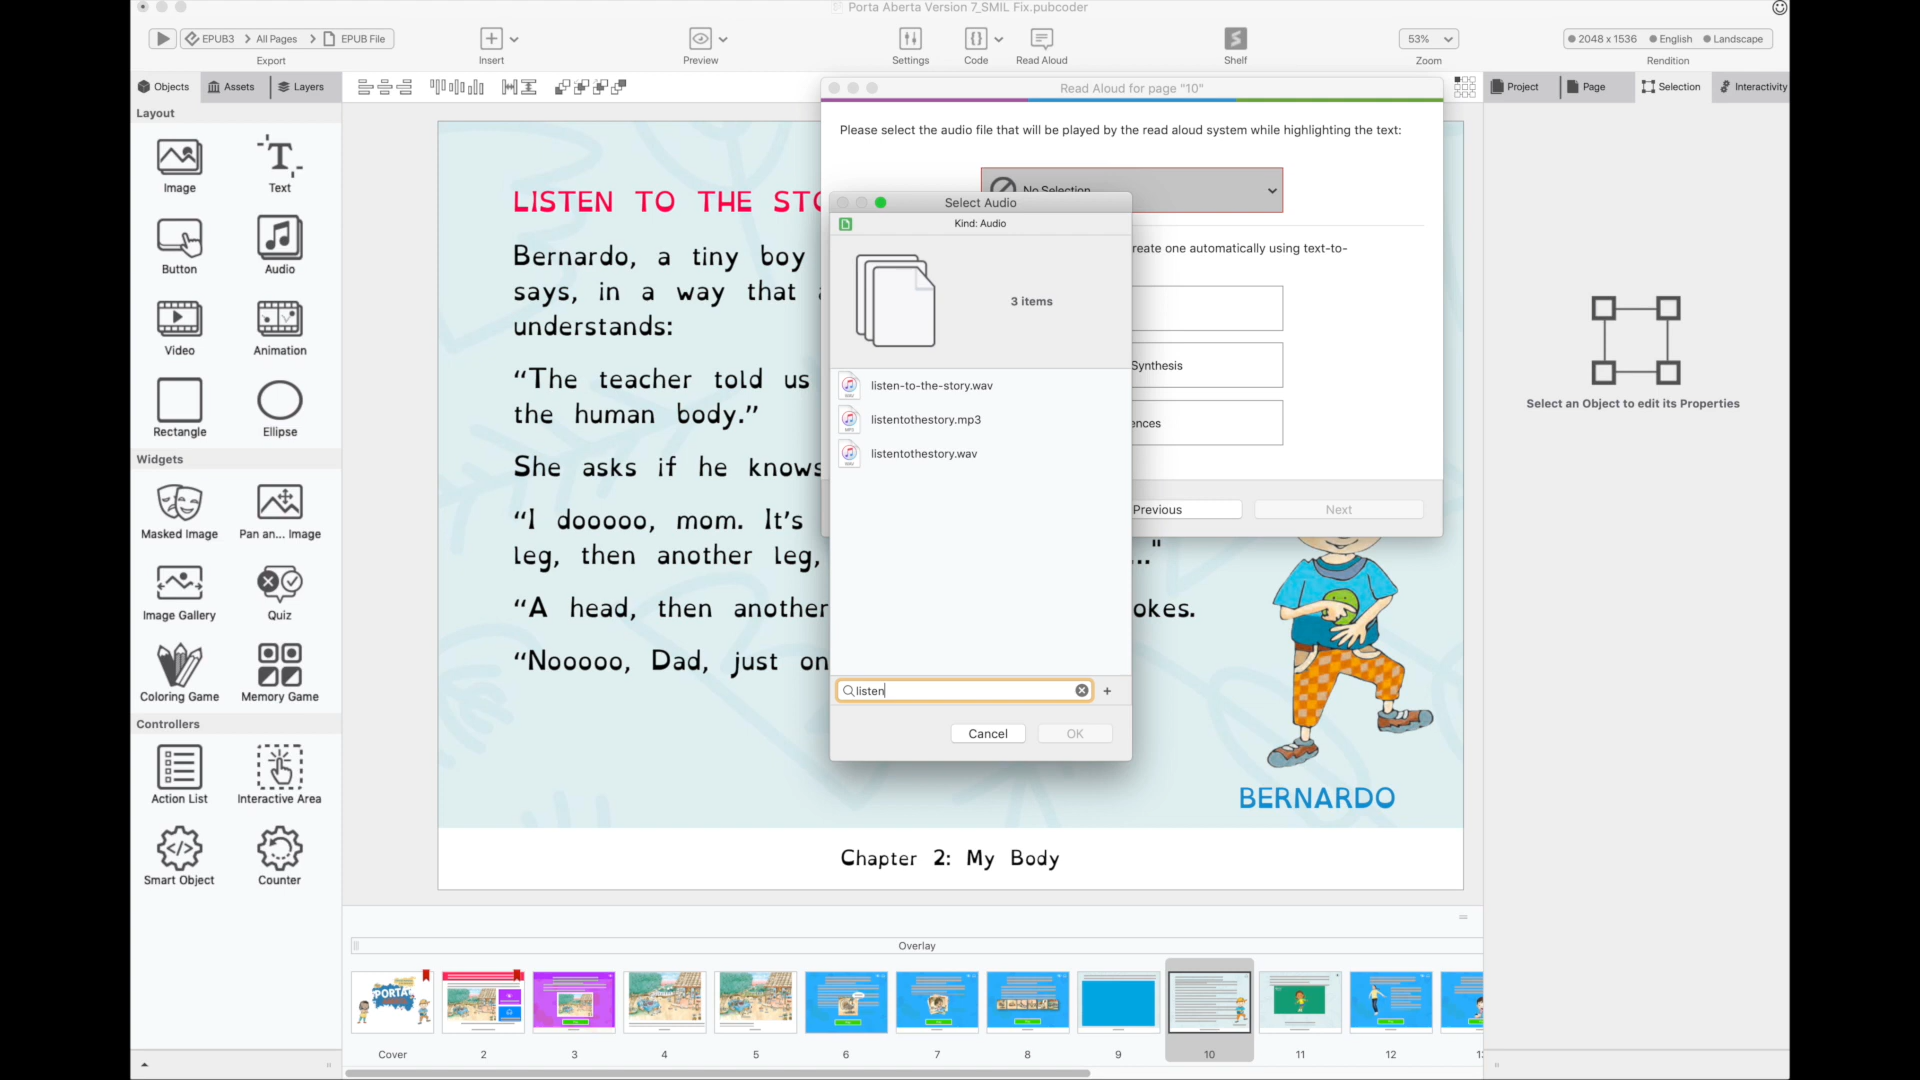 Porta Aberta Version 7_SMIL Fix.pubcoder
EPUB3 > All Pages > EPUB File
53%
2048 x 1536 English Landscape
Export Insert Preview Settings Code Read Aloud Shelf Zoom Rendition
Objects Assets Layers
Project Page Selection Interactivity
Layout
Image Text
Button Audio
Video Animation
Rectangle Ellipse
Widgets
Masked Image Pan an... Image
Image Gallery Quiz
Coloring Game Memory Game
Controllers
Action List Interactive Area
Smart Object Counter
Read Aloud for page "10"
Please select the audio file that will be played by the read aloud system while highlighting the text:
No Selection
reate one automatically using text-to-
Synthesis
ences
Previous Next
Select Audio
Kind: Audio
3 items
listen-to-the-story.wav
listentothestory.mp3
listentothestory.wav
listen
+
Cancel OK
LISTEN TO THE STO
Bernardo, a tiny boy
says, in a way that
understands:
“The teacher told us
the human body.”
She asks if he knows
“I dooooo, mom. It’s
leg, then another leg, ..."
“A head, then another okes.
“Nooooo, Dad, just on
BERNARDO
Chapter 2: My Body
Select an Object to edit its Properties
Overlay
PORTA
Cover 2 3 4 5 6 7 8 9 10 11 12